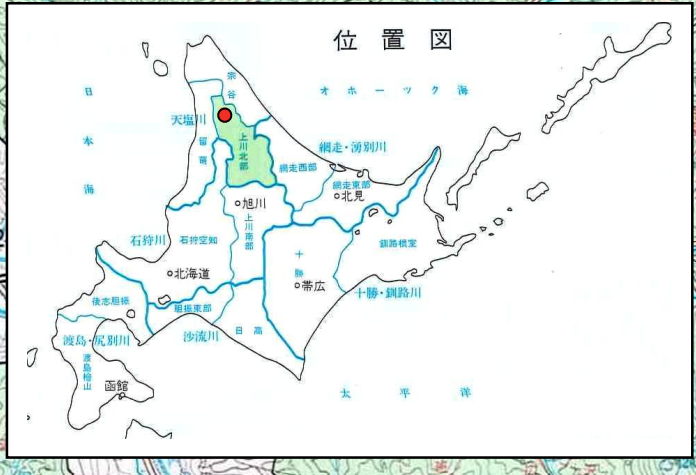 位置図
宗谷
日本海
オホーツク海
天塩川
留萌
上川北部
網走・湧別川
網走西部
網走東部
北見
旭川
上川南部
石狩川
石狩空知
釧路根室
十勝
北海道
帯広
十勝・釧路川
後志胆振
胆振東部
日高
沙流川
渡島・尻別川
渡島檜山
函館
太平洋